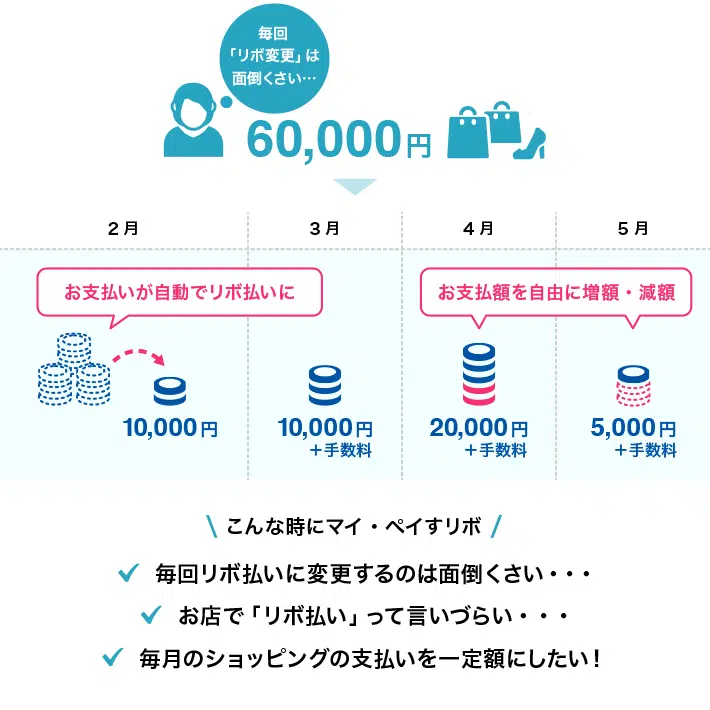 毎回
「リボ変更」は
面倒くさい…
60,000円
2月 3月 4月 5月
お支払いが自動でリボ払いに
お支払額を自由に増額・減額
10,000円 10,000円 20,000円 5,000円
＋手数料 ＋手数料 ＋手数料
\ こんな時にマイ・ペイすリボ /
毎回リボ払いに変更するのは面倒くさい・・・
お店で「リボ払い」って言いづらい・・・
毎月のショッピングの支払いを一定額にしたい！